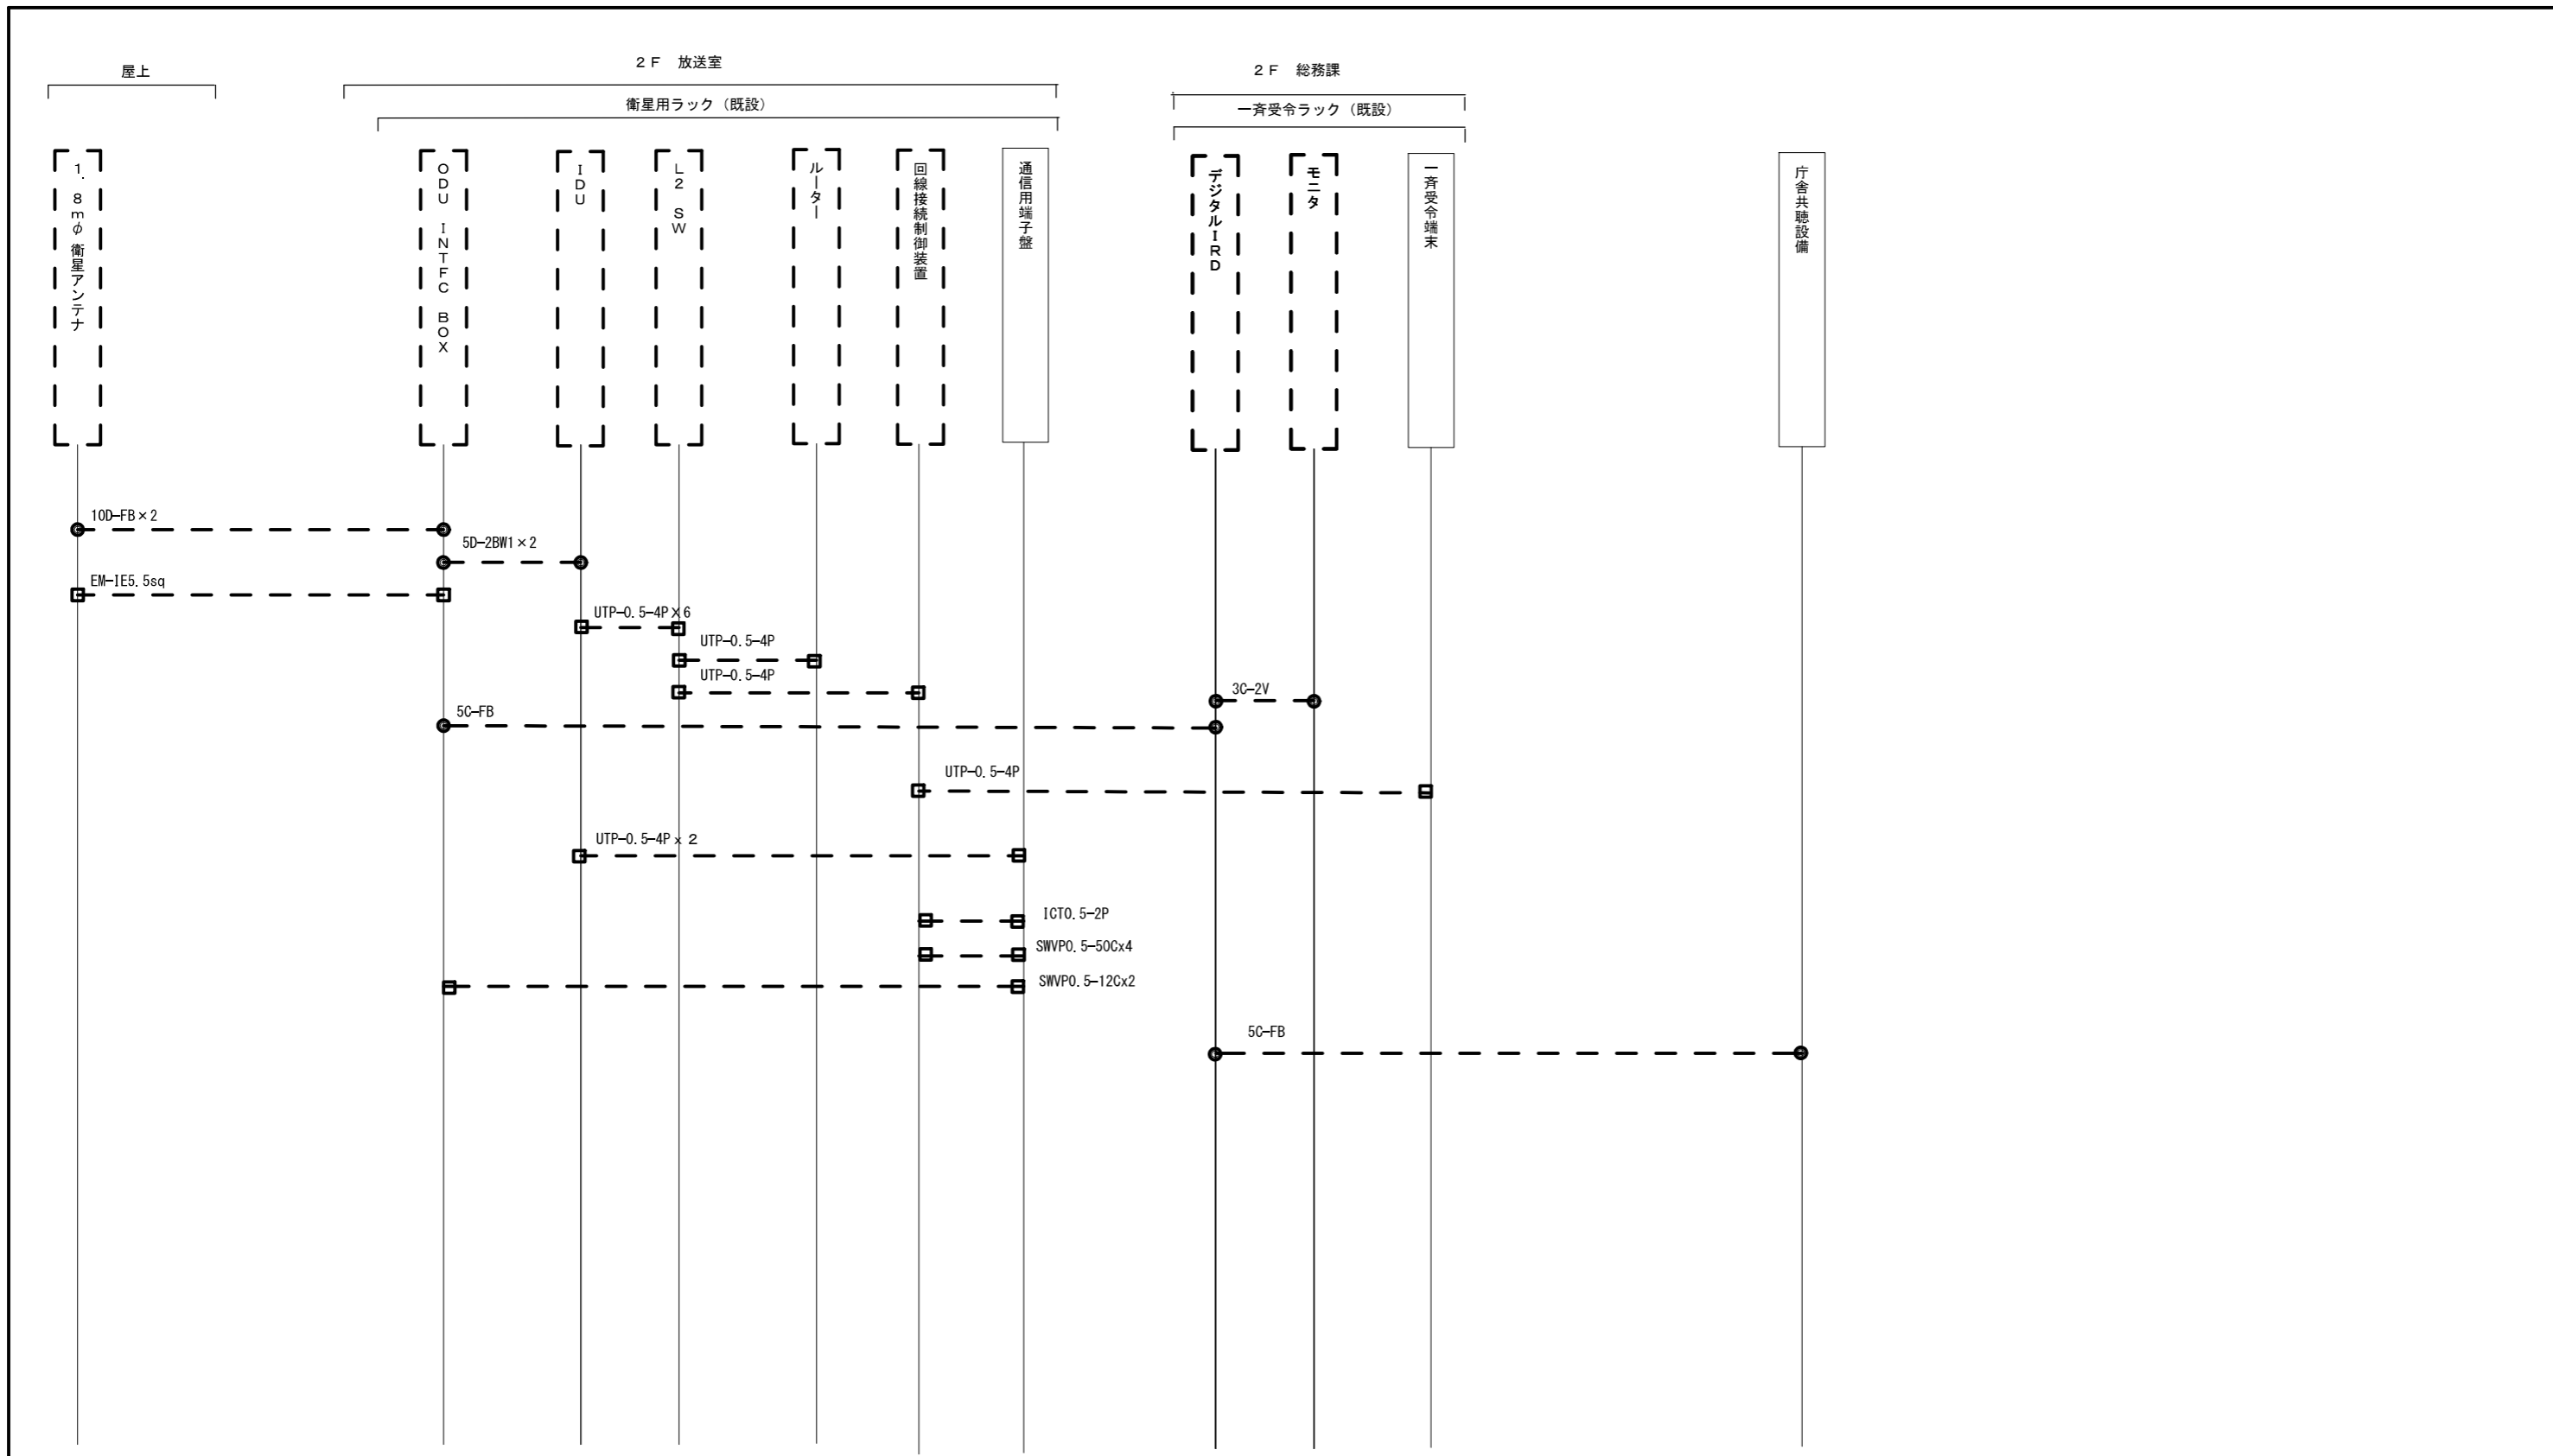 屋上
２Ｆ　放送室
２Ｆ　総務課
衛星用ラック（既設）
一斉受令ラック（既設）
１．８ｍφ 衛星アンテナ
ＯＤＵ　ＩＮＴＦＣ　ＢＯＸ
ＩＤＵ
Ｌ２　ＳＷ
ルーター
回線接続制御装置
通信用端子盤
デジタルＩＲＤ
モニタ
一斉受令端末
庁舎共聴設備
10D-FB×2
5D-2BW1×2
EM-IE5.5sq
UTP-0.5-4P×6
UTP-0.5-4P
UTP-0.5-4P
3C-2V
5C-FB
UTP-0.5-4P
UTP-0.5-4P×２
ICT0.5-2P
SWVP0.5-50Cx4
SWVP0.5-12Cx2
5C-FB